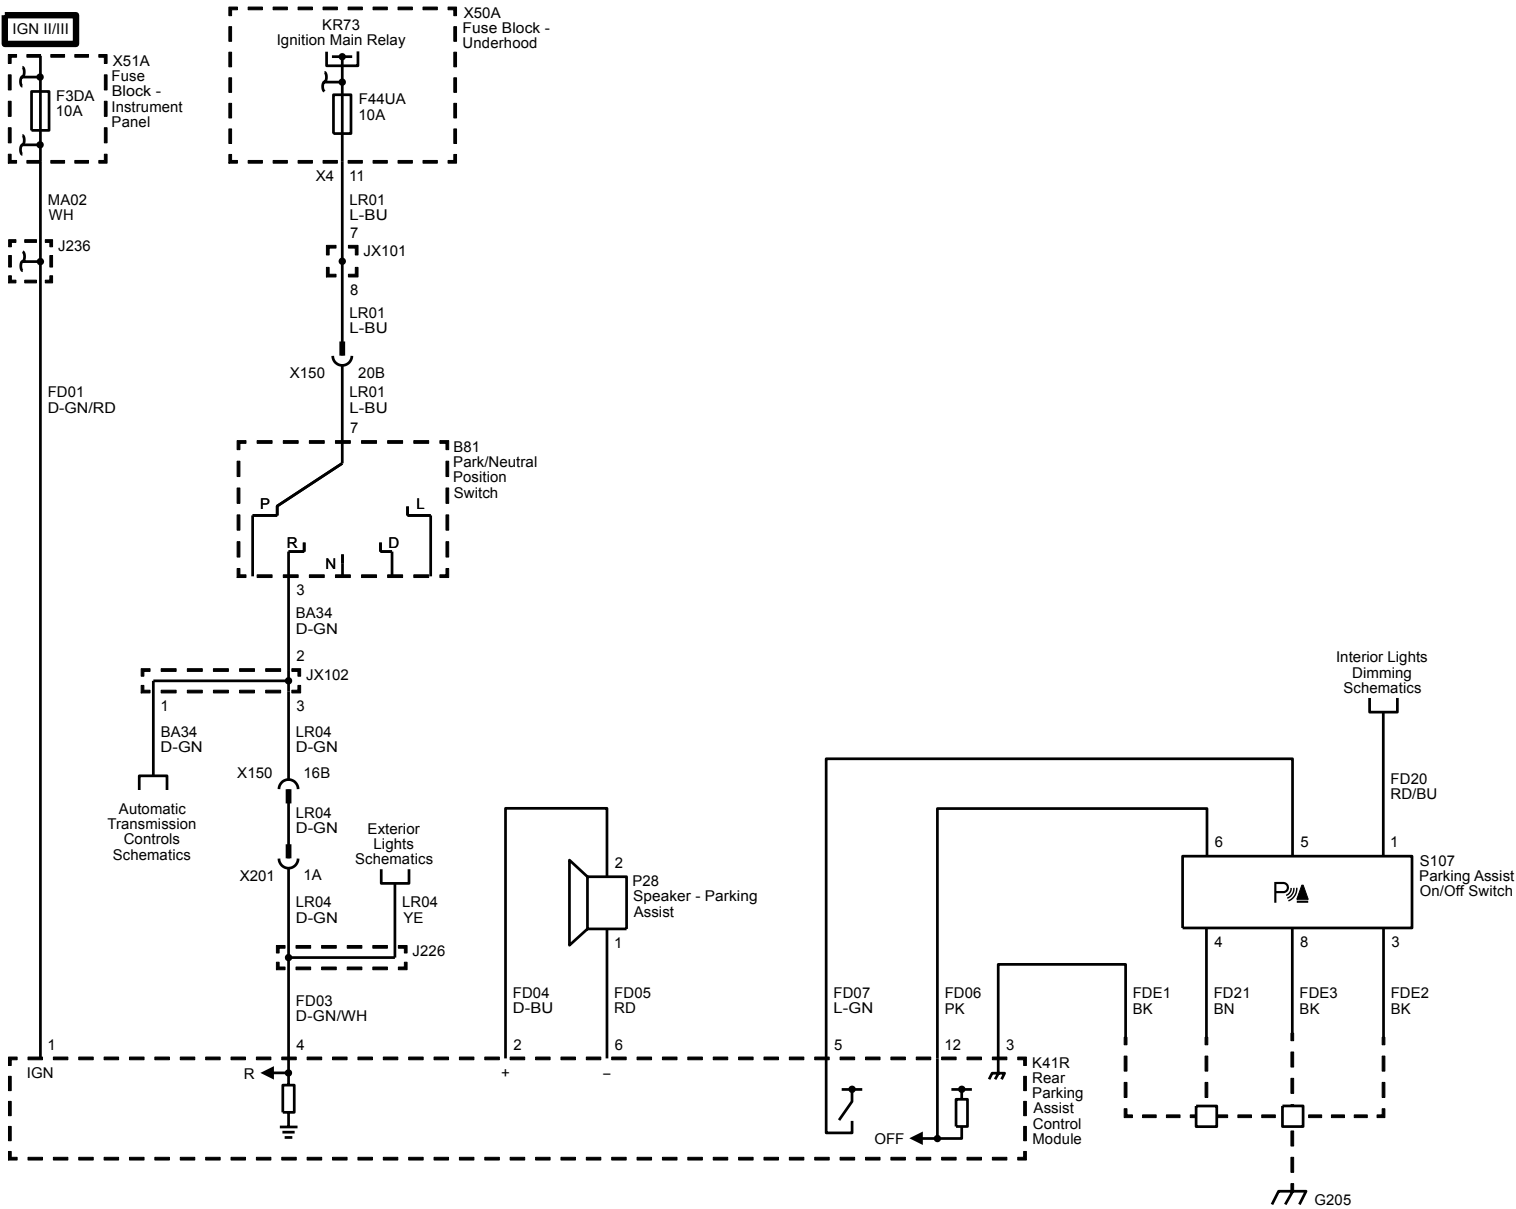 IGN II/III
X51A
Fuse
Block -
Instrument
Panel
F3DA
10A
KR73
Ignition Main Relay
X50A
Fuse Block -
Underhood
F44UA
10A
X4 11
MA02
WH
LR01
L-BU
7
J236
JX101
8
LR01
L-BU
X150 20B
FD01
D-GN/RD
LR01
L-BU
7
B81
Park/Neutral
Position
Switch
P
L
R
D
N
3
BA34
D-GN
2
JX102
1
3
BA34
D-GN
LR04
D-GN
X150 16B
Automatic
Transmission
Controls
Schematics
LR04
D-GN
Exterior
Lights
Schematics
X201 1A
LR04
D-GN
LR04
YE
J226
FD03
D-GN/WH
2
P28
Speaker - Parking
Assist
1
FD04
D-BU
FD05
RD
Interior Lights
Dimming
Schematics
FD20
RD/BU
6
5
1
S107
Parking Assist
On/Off Switch
P
4
8
3
FD07
L-GN
FD06
PK
FDE1
BK
FD21
BN
FDE3
BK
FDE2
BK
1
4
2
6
5
12
3
IGN
R
+
–
OFF
K41R
Rear
Parking
Assist
Control
Module
G205